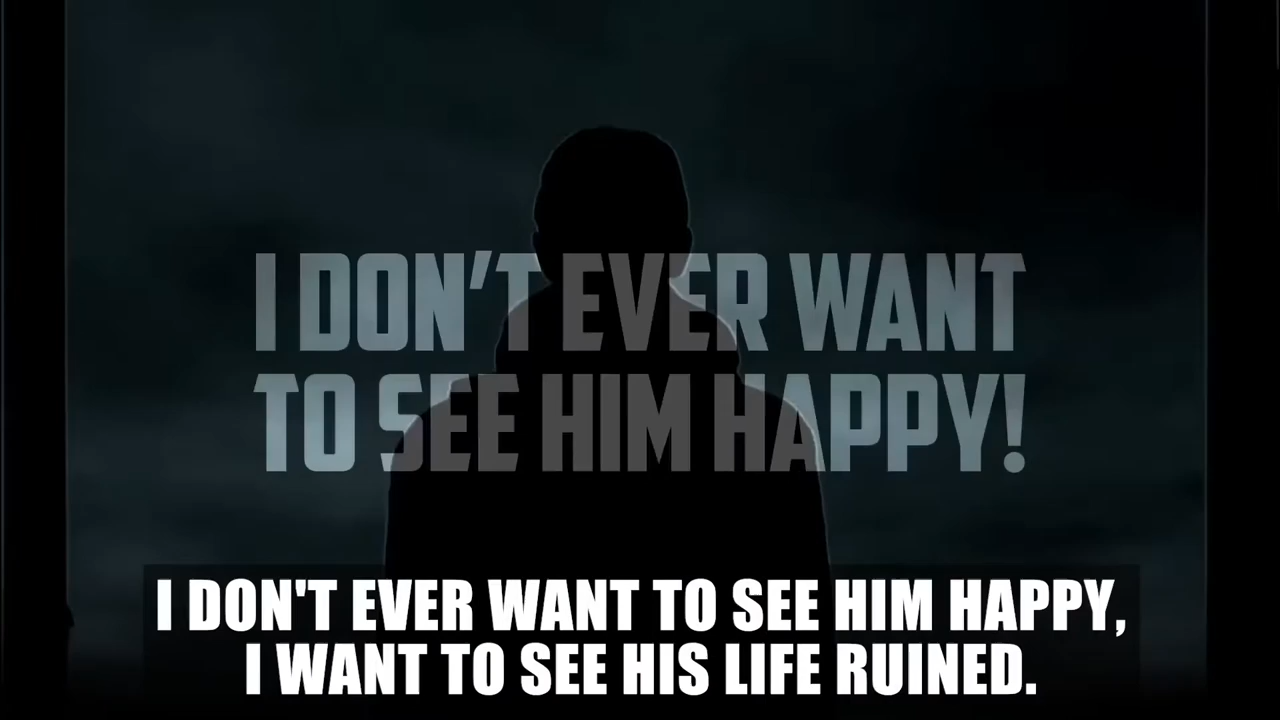 I DON’T EVER WANT
TO SEE HIM HAPPY!
I DON'T EVER WANT TO SEE HIM HAPPY,
I WANT TO SEE HIS LIFE RUINED.